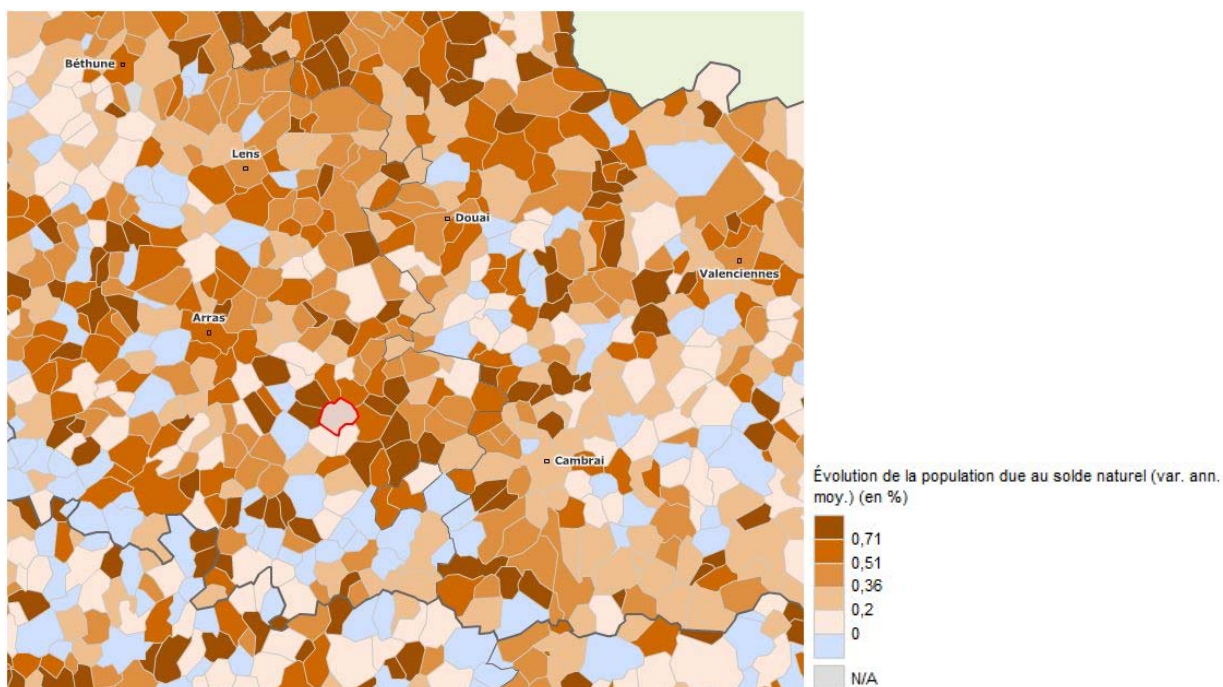 Béthune
Lens
Douai
Valenciennes
Arras
Cambrai
Évolution de la population due au solde naturel (var. ann.
moy.) (en %)
0,71
0,51
0,36
0,2
0
N/A